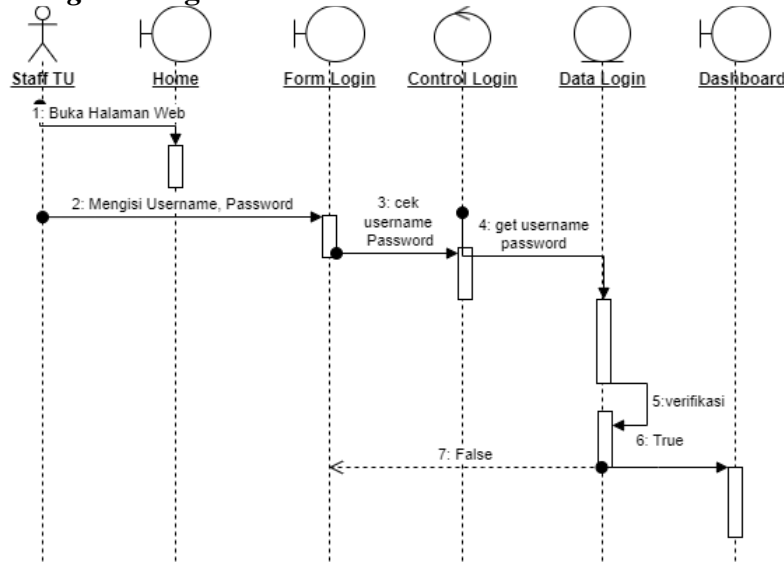 Staff TU
Home
Form Login
Control Login
Data Login
Dashboard
1: Buka Halaman Web
2: Mengisi Username, Password
3: cek
username
Password
4: get username
password
5:verifikasi
6: True
7: False